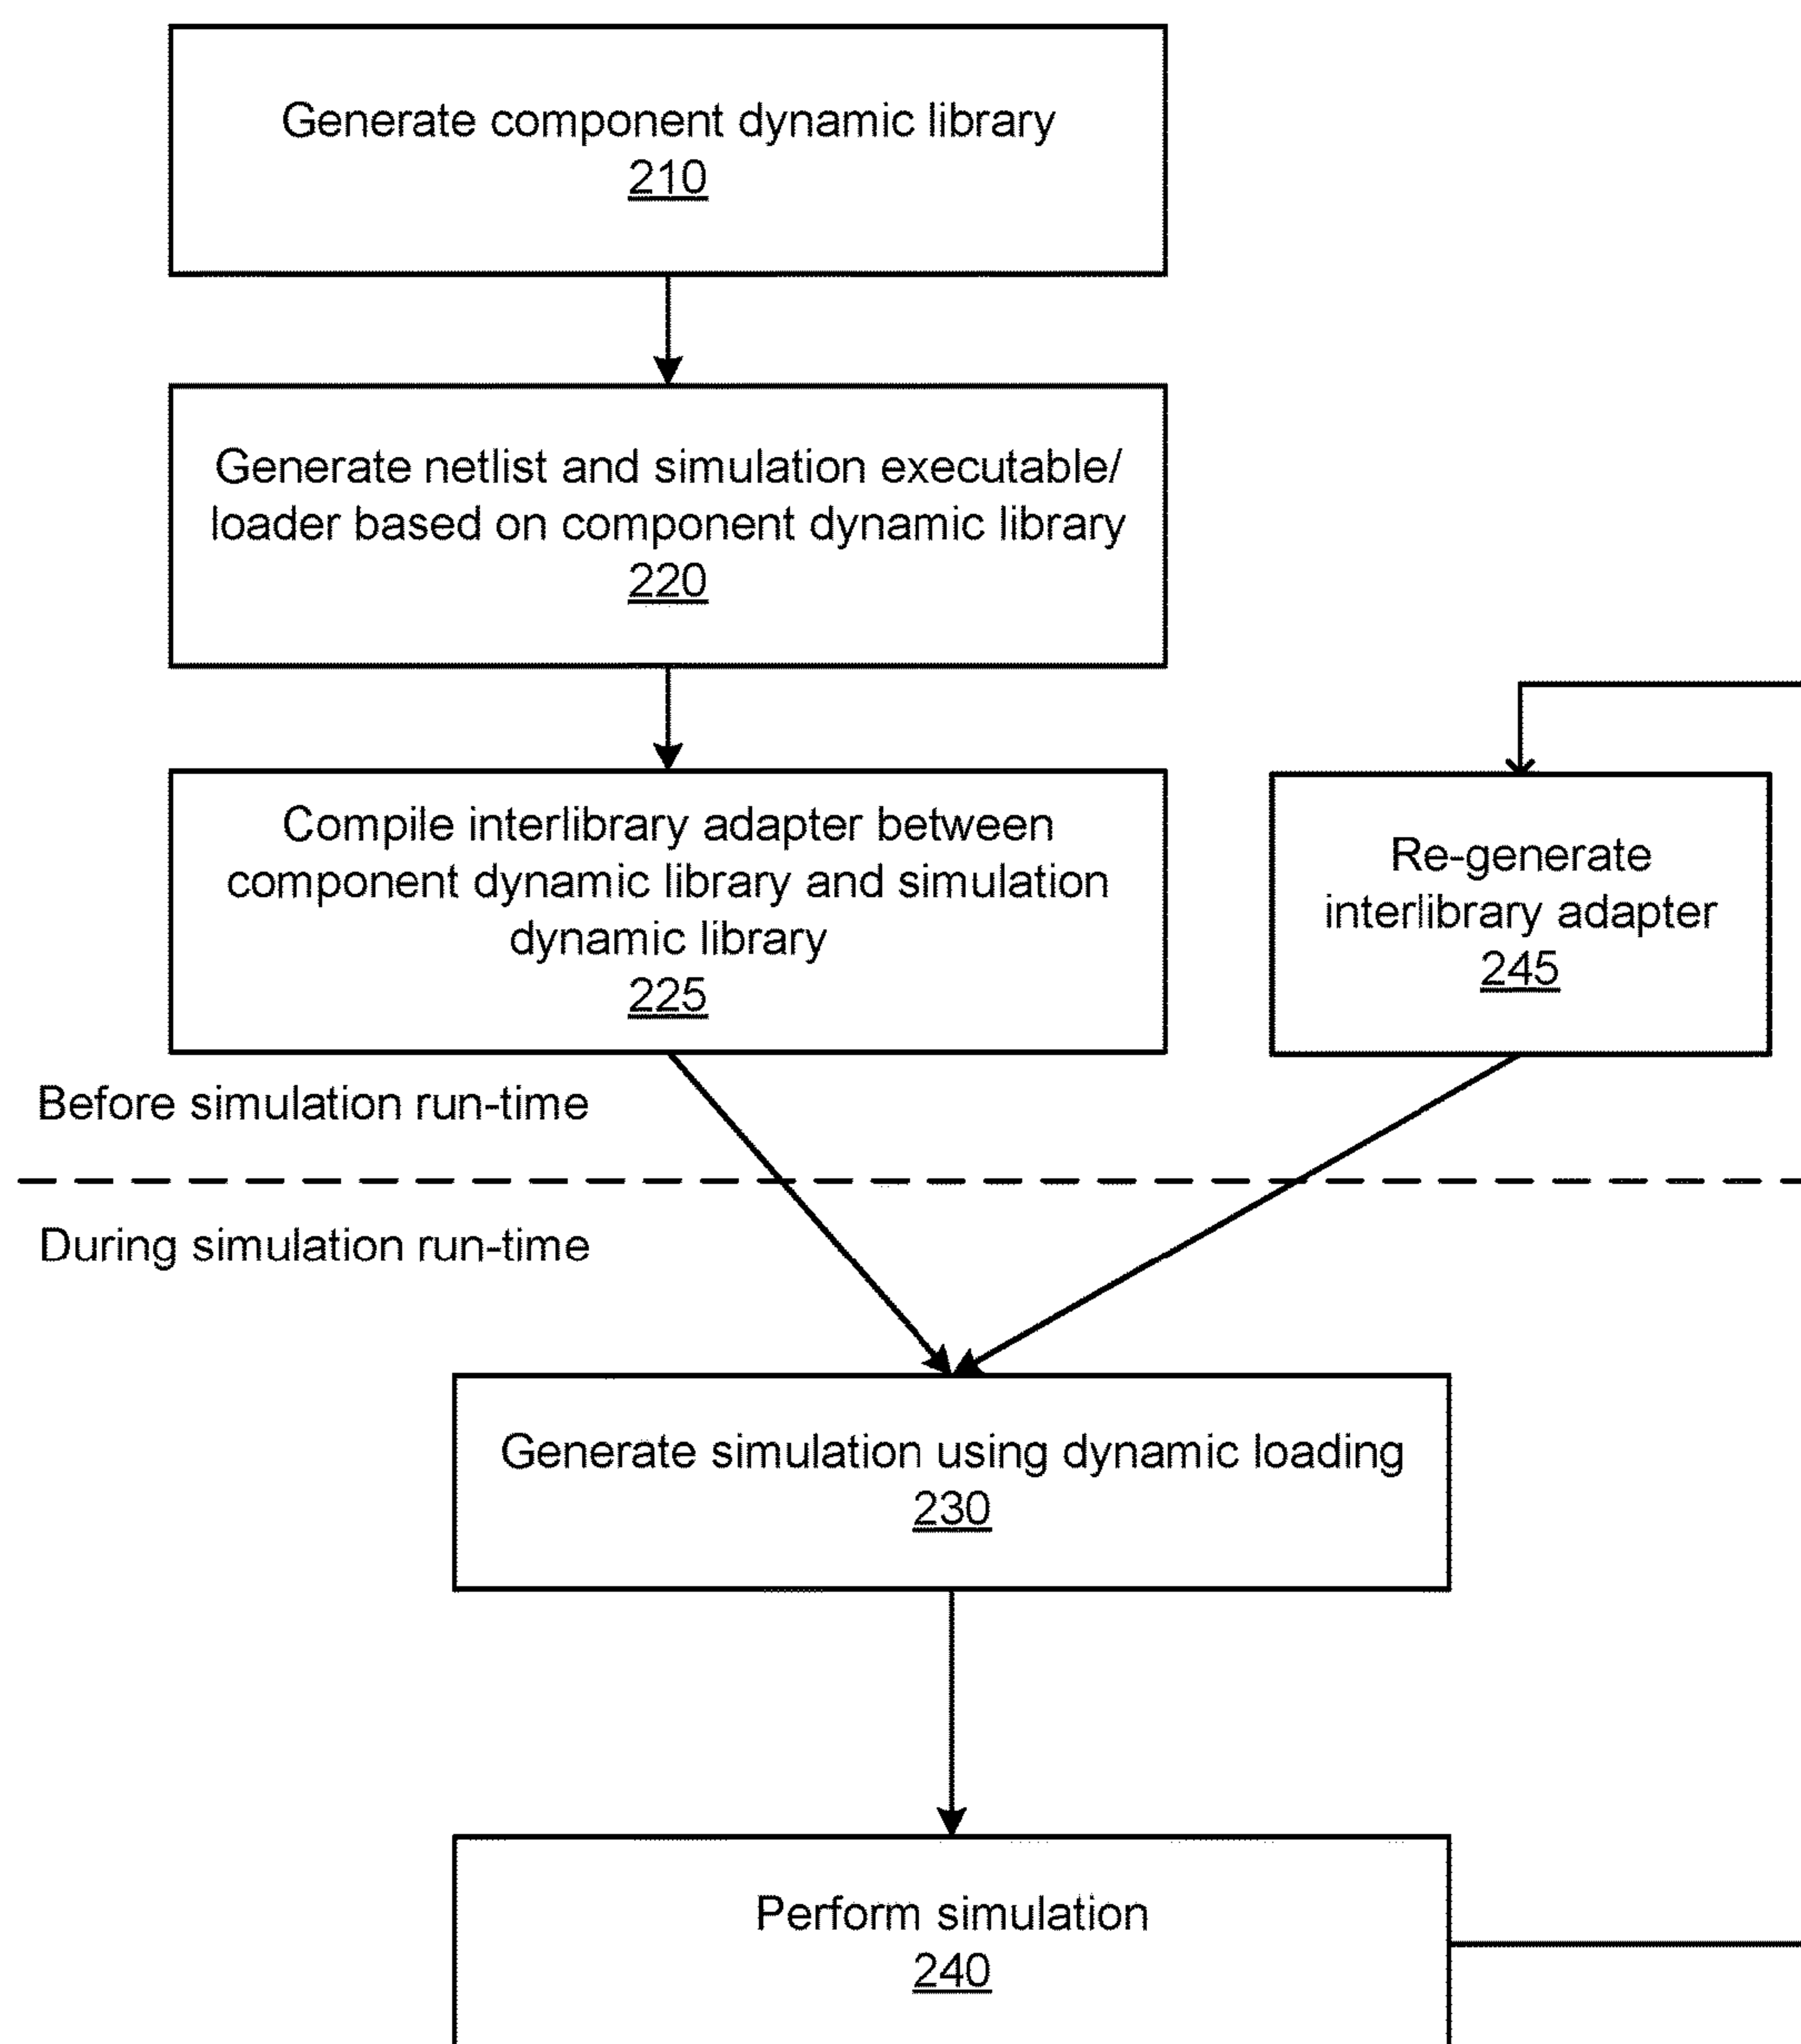 Generate component dynamic library
210
Generate netlist and simulation executable/
loader based on component dynamic library
220
Compile interlibrary adapter between
component dynamic library and simulation
dynamic library
225
Re-generate
interlibrary adapter
245
Before simulation run-time
During simulation run-time
Generate simulation using dynamic loading
230
Perform simulation
240